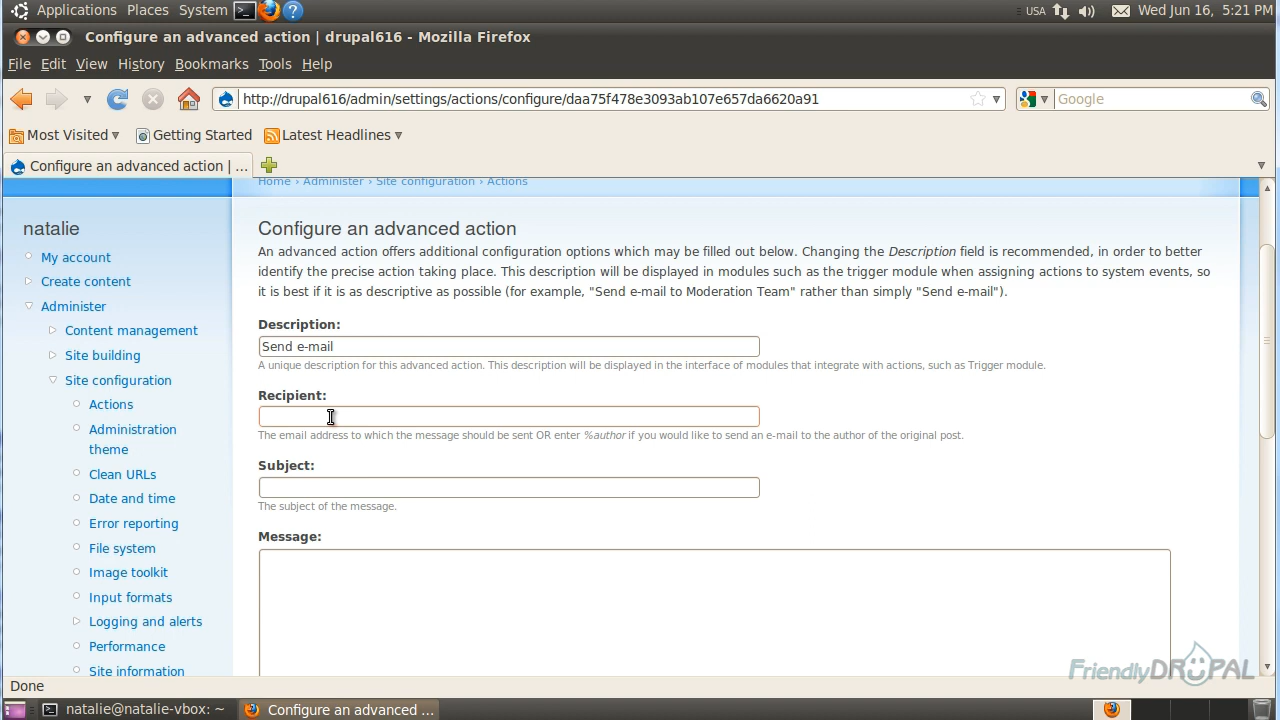 Applications Places System USA Wed Jun 16, 5:21 PM
Configure an advanced action | drupal616 - Mozilla Firefox
File Edit View History Bookmarks Tools Help
http://drupal616/admin/settings/actions/configure/daa75f478e3093ab107e657da6620a91 Google
Most Visited Getting Started Latest Headlines
Configure an advanced action | ...
Home › Administer › Site configuration › Actions
natalie
My account
Create content
Administer
Content management
Site building
Site configuration
Actions
Administration
theme
Clean URLs
Date and time
Error reporting
File system
Image toolkit
Input formats
Logging and alerts
Performance
Site information
Configure an advanced action
An advanced action offers additional configuration options which may be filled out below. Changing the Description field is recommended, in order to better
identify the precise action taking place. This description will be displayed in modules such as the trigger module when assigning actions to system events, so
it is best if it is as descriptive as possible (for example, "Send e-mail to Moderation Team" rather than simply "Send e-mail").
Description:
Send e-mail
A unique description for this advanced action. This description will be displayed in the interface of modules that integrate with actions, such as Trigger module.
Recipient:
The email address to which the message should be sent OR enter %author if you would like to send an e-mail to the author of the original post.
Subject:
The subject of the message.
Message:
FriendlyDRUPAL
Done
natalie@natalie-vbox: ~ Configure an advanced ...